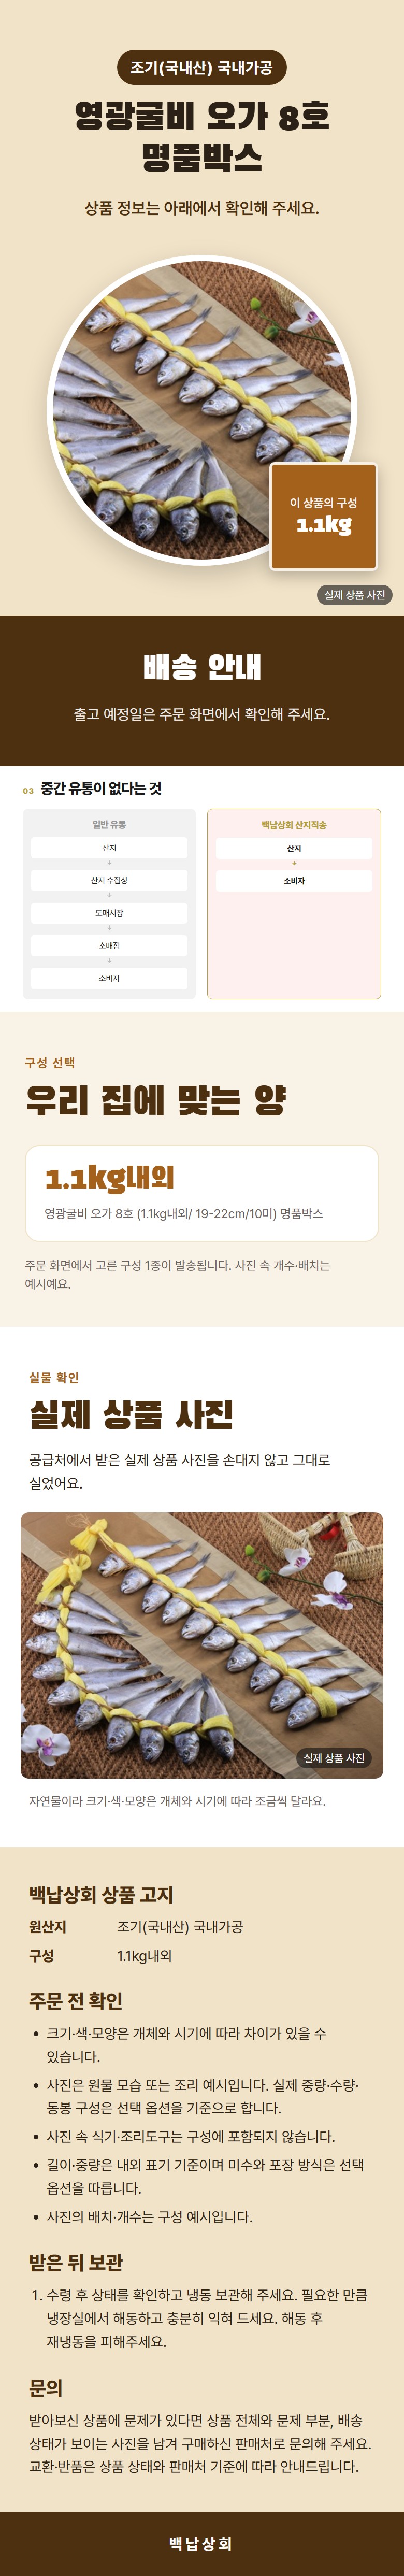 조기(국내산) 국내가공
영광굴비 오가 8호
명품박스
상품 정보는 아래에서 확인해 주세요.
이 상품의 구성
1.1kg
실제 상품 사진
배송 안내
출고 예정일은 주문 화면에서 확인해 주세요.
03 중간 유통이 없다는 것
일반 유통
산지
↓
산지 수집상
↓
도매시장
↓
소매점
↓
소비자
백납상회 산지직송
산지
↓
소비자
구성 선택
우리 집에 맞는 양
1.1kg내외
영광굴비 오가 8호 (1.1kg내외/ 19-22cm/10미) 명품박스
주문 화면에서 고른 구성 1종이 발송됩니다. 사진 속 개수·배치는
예시예요.
실물 확인
실제 상품 사진
공급처에서 받은 실제 상품 사진을 손대지 않고 그대로
실었어요.
실제 상품 사진
자연물이라 크기·색·모양은 개체와 시기에 따라 조금씩 달라요.
백납상회 상품 고지
원산지 조기(국내산) 국내가공
구성 1.1kg내외
주문 전 확인
• 크기·색·모양은 개체와 시기에 따라 차이가 있을 수
있습니다.
• 사진은 원물 모습 또는 조리 예시입니다. 실제 중량·수량·
동봉 구성은 선택 옵션을 기준으로 합니다.
• 사진 속 식기·조리도구는 구성에 포함되지 않습니다.
• 길이·중량은 내외 표기 기준이며 미수와 포장 방식은 선택
옵션을 따릅니다.
• 사진의 배치·개수는 구성 예시입니다.
받은 뒤 보관
1. 수령 후 상태를 확인하고 냉동 보관해 주세요. 필요한 만큼
냉장실에서 해동하고 충분히 익혀 드세요. 해동 후
재냉동을 피해주세요.
문의
받아보신 상품에 문제가 있다면 상품 전체와 문제 부분, 배송
상태가 보이는 사진을 남겨 구매하신 판매처로 문의해 주세요.
교환·반품은 상품 상태와 판매처 기준에 따라 안내드립니다.
백납상회